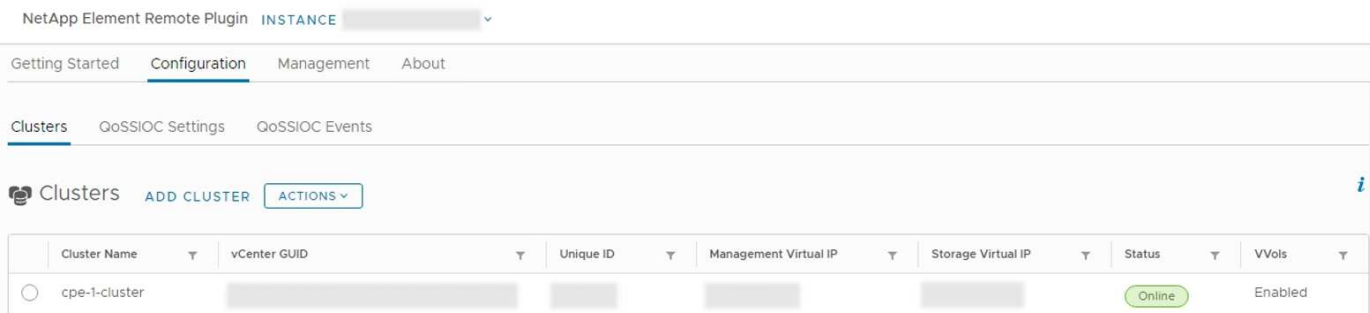 NetApp Element Remote Plugin INSTANCE
Getting Started Configuration Management About
Clusters QoSSIOC Settings QoSSIOC Events
Clusters ADD CLUSTER ACTIONS
i
Cluster Name vCenter GUID Unique ID Management Virtual IP Storage Virtual IP Status VVols
cpe-1-cluster Online Enabled